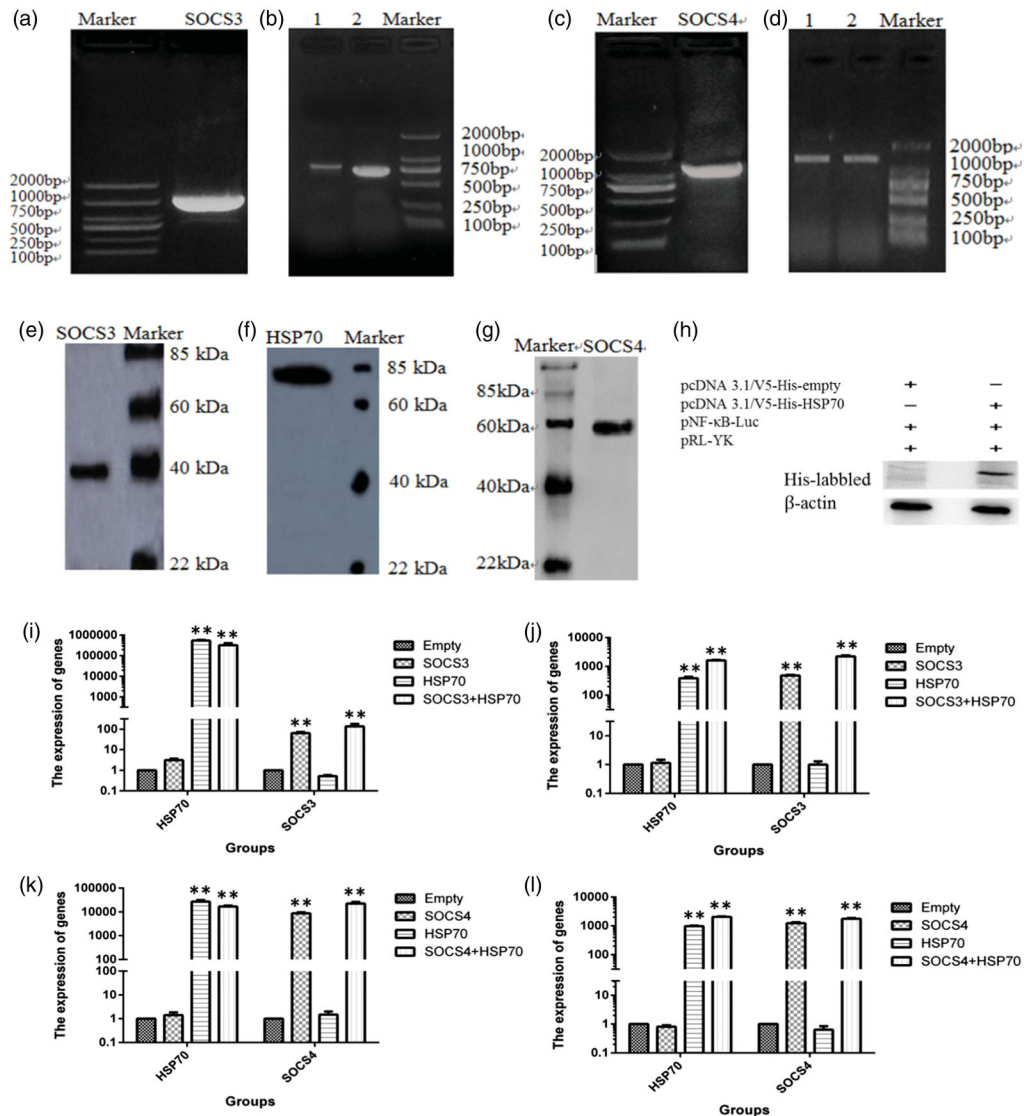 (a)
Marker SOCS3
2000bp
1000bp
750bp
500bp
250bp
100bp
(b)
1 2 Marker
2000bp
1000bp
750bp
500bp
250bp
100bp
(c)
Marker SOCS4
2000bp
1000bp
750bp
500bp
250bp
100bp
(d)
1 2 Marker
2000bp
1000bp
750bp
500bp
250bp
100bp
(e)
SOCS3 Marker
85 kDa
60 kDa
40 kDa
22 kDa
(f)
HSP70 Marker
85 kDa
60 kDa
40 kDa
22 kDa
(g)
Marker SOCS4
85kDa
60kDa
40kDa
22kDa
(h)
pcDNA 3.1/V5-His-empty + −
pcDNA 3.1/V5-His-HSP70 − +
pNF-κB-Luc + +
pRL-YK + +
His-labbled
β-actin
(i)
The expression of genes
1000000
100000
10000
1000
100
10
1
0.1
** **
** **
HSP70
SOCS3
Groups
Empty
SOCS3
HSP70
SOCS3+HSP70
(j)
The expression of genes
10000
1000
100
10
1
0.1
** **
** **
HSP70
SOCS3
Groups
Empty
SOCS3
HSP70
SOCS3+HSP70
(k)
The expression of genes
100000
10000
1000
100
10
1
0.1
** **
** **
HSP70
SOCS4
Groups
Empty
SOCS4
HSP70
SOCS4+HSP70
(l)
The expression of genes
10000
1000
100
10
1
0.1
** **
** **
HSP70
SOCS4
Groups
Empty
SOCS4
HSP70
SOCS4+HSP70